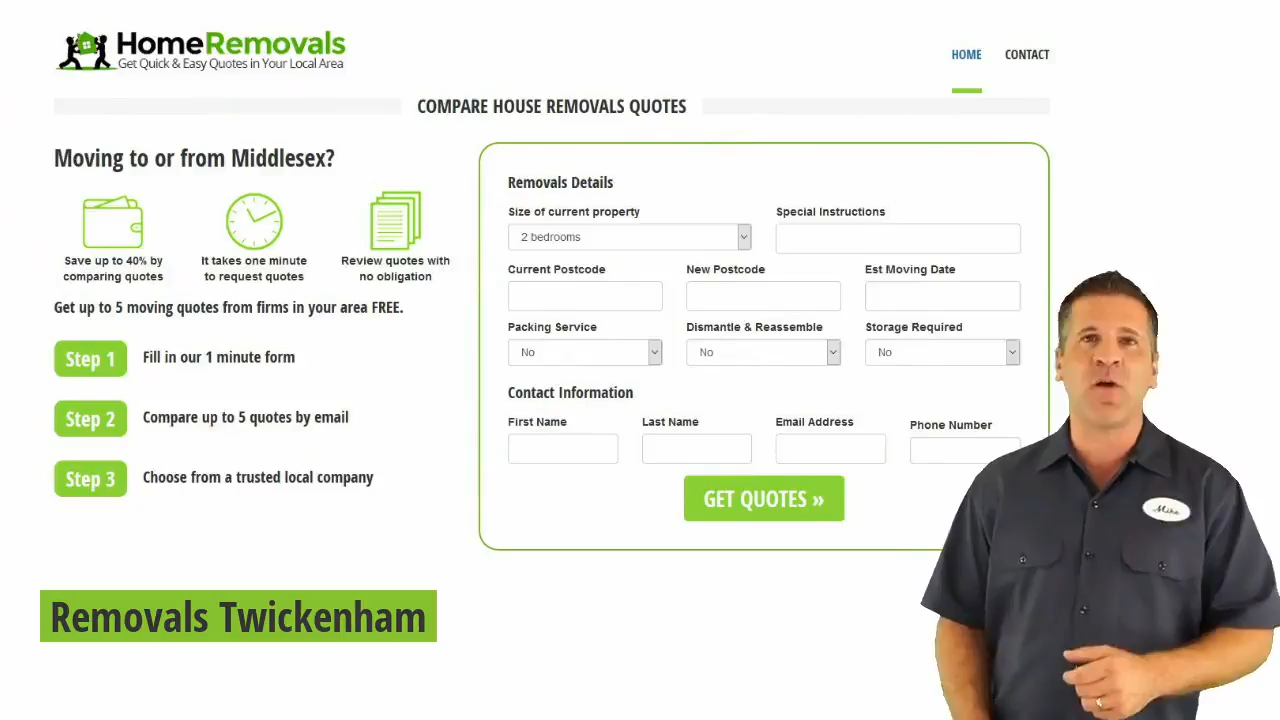 HomeRemovals
Get Quick & Easy Quotes in Your Local Area
HOME
CONTACT
COMPARE HOUSE REMOVALS QUOTES
Moving to or from Middlesex?
Save up to 40% by
comparing quotes
It takes one minute
to request quotes
Review quotes with
no obligation
Get up to 5 moving quotes from firms in your area FREE.
Step 1
Fill in our 1 minute form
Step 2
Compare up to 5 quotes by email
Step 3
Choose from a trusted local company
Removals Details
Size of current property
2 bedrooms
Special Instructions
Current Postcode
New Postcode
Est Moving Date
Packing Service
No
Dismantle & Reassemble
No
Storage Required
No
Contact Information
First Name
Last Name
Email Address
Phone Number
GET QUOTES »
Mike
Removals Twickenham